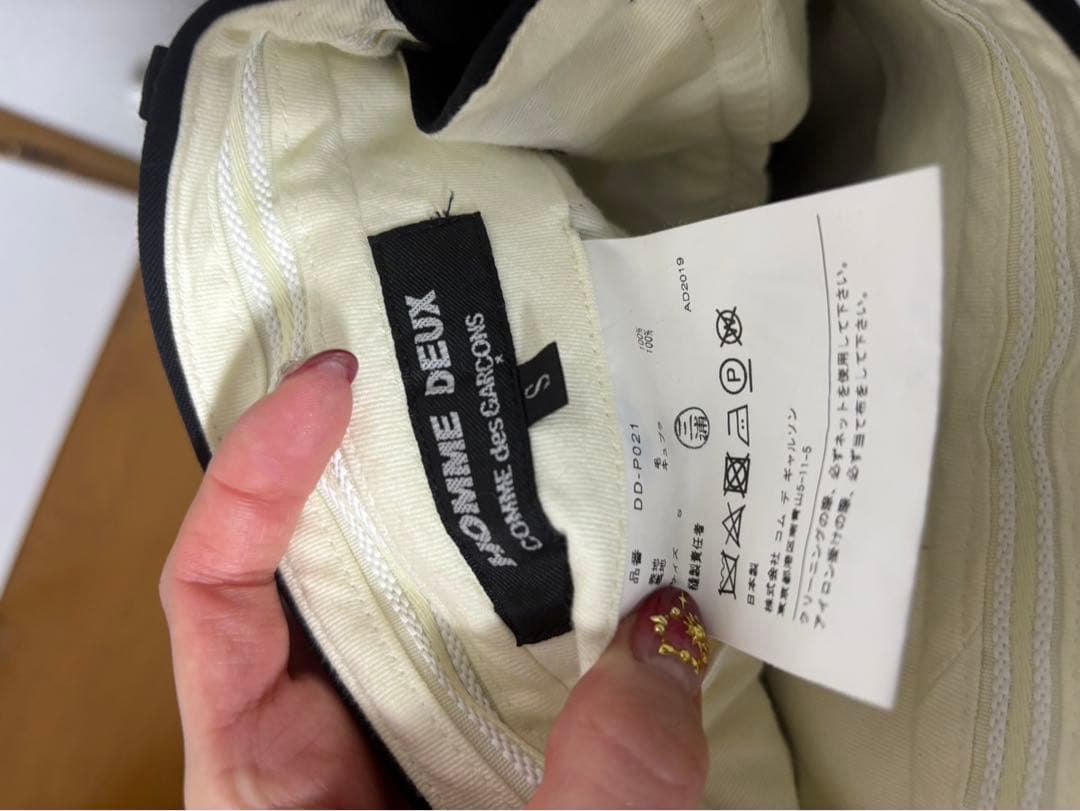 HOMME DEUX
COMME des GARÇONS
S
品番 DD-P021
毛 100%
裏地 キュプラ 100%
サイズ S AD2019
縫製責任者 三浦
P
日本製
株式会社 コム デ ギャルソン
東京都港区南青山5-11-5
クリーニングの際、必ずネットを使用して下さい。
アイロン掛けの際、必ず当て布をして下さい。